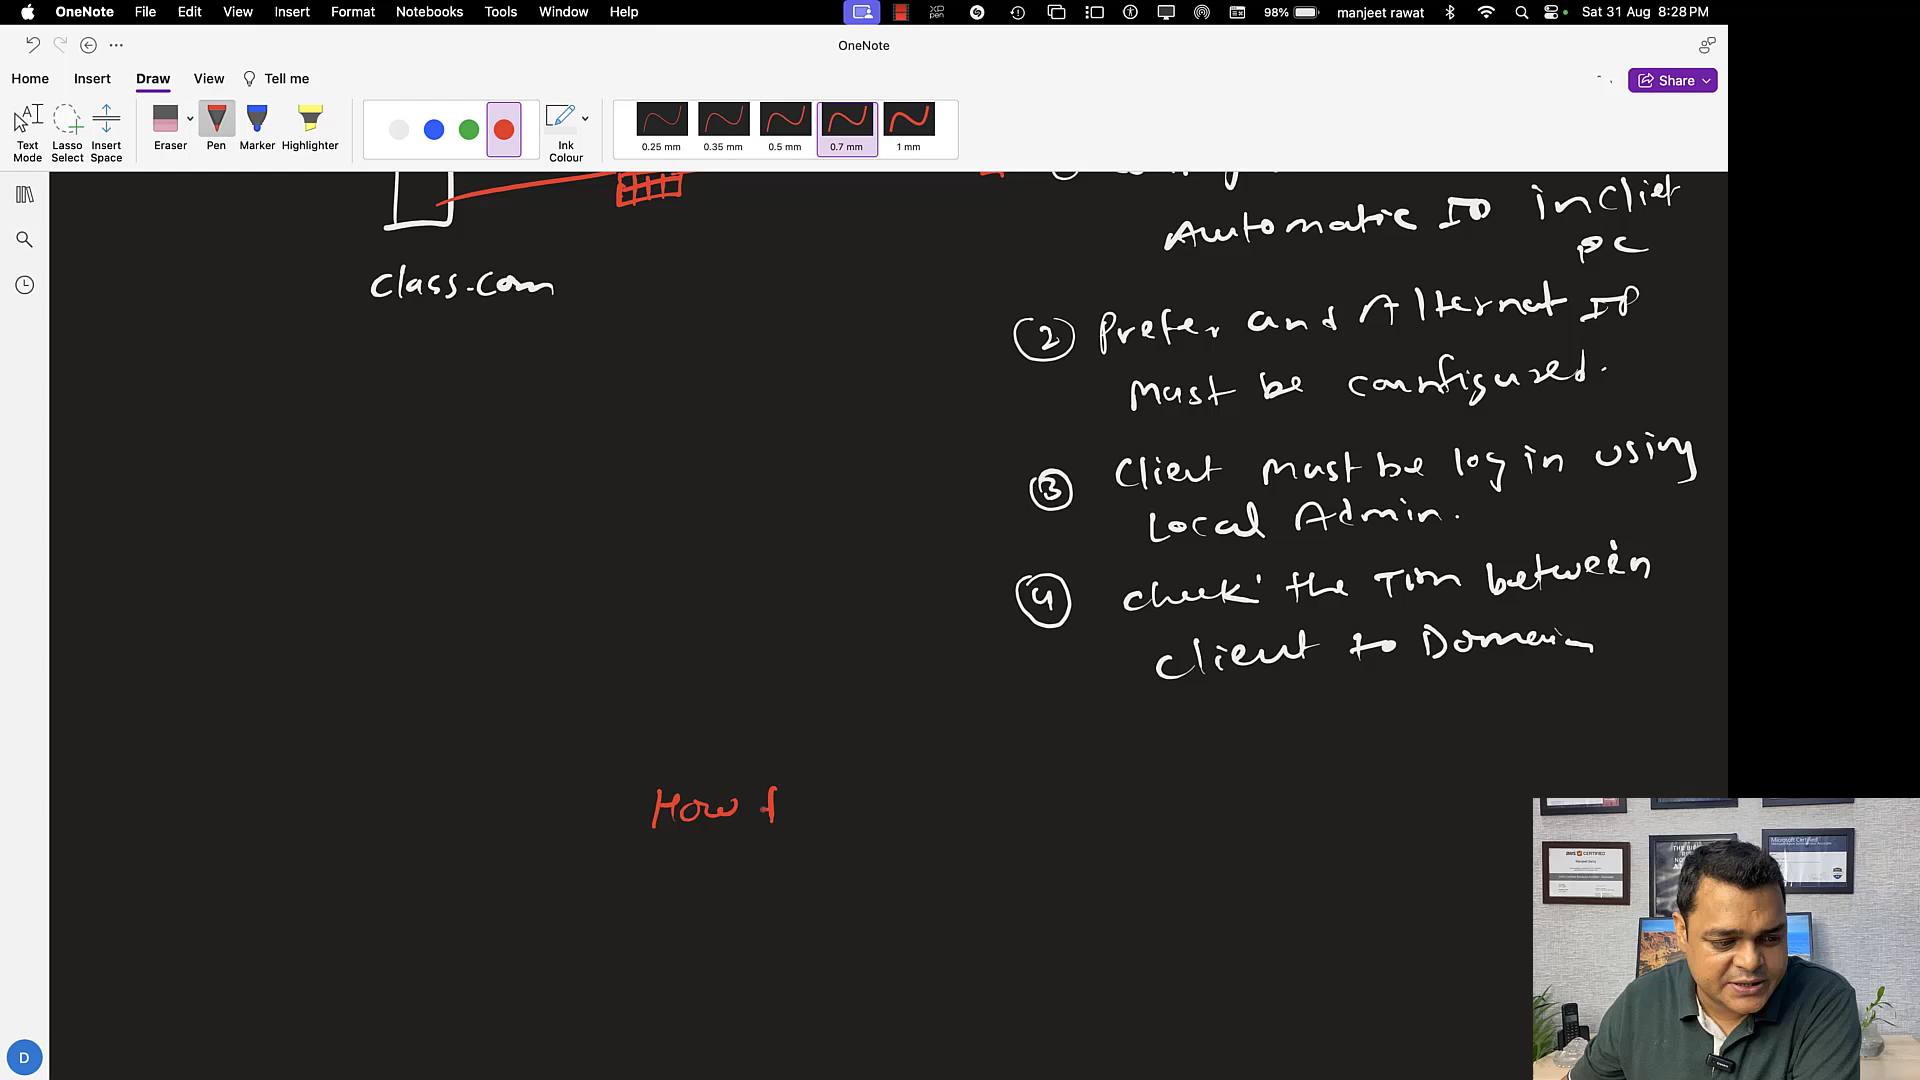 OneNote File Edit View Insert Format Notebooks Tools Window Help 98% manjeet rawat Sat 31 Aug 8:28 PM
OneNote
Home Insert Draw View Tell me Share
Text Mode
Lasso Select
Insert Space
Eraser Pen Marker Highlighter
Ink Colour
0.25 mm 0.35 mm 0.5 mm 0.7 mm 1 mm
Automatic IP in Client
PC
class.com
2 Prefer and Alternat IP
Must be configured.
3 Client must be log in using
Local Admin.
4 check the Tim between
client to Domain
How
D